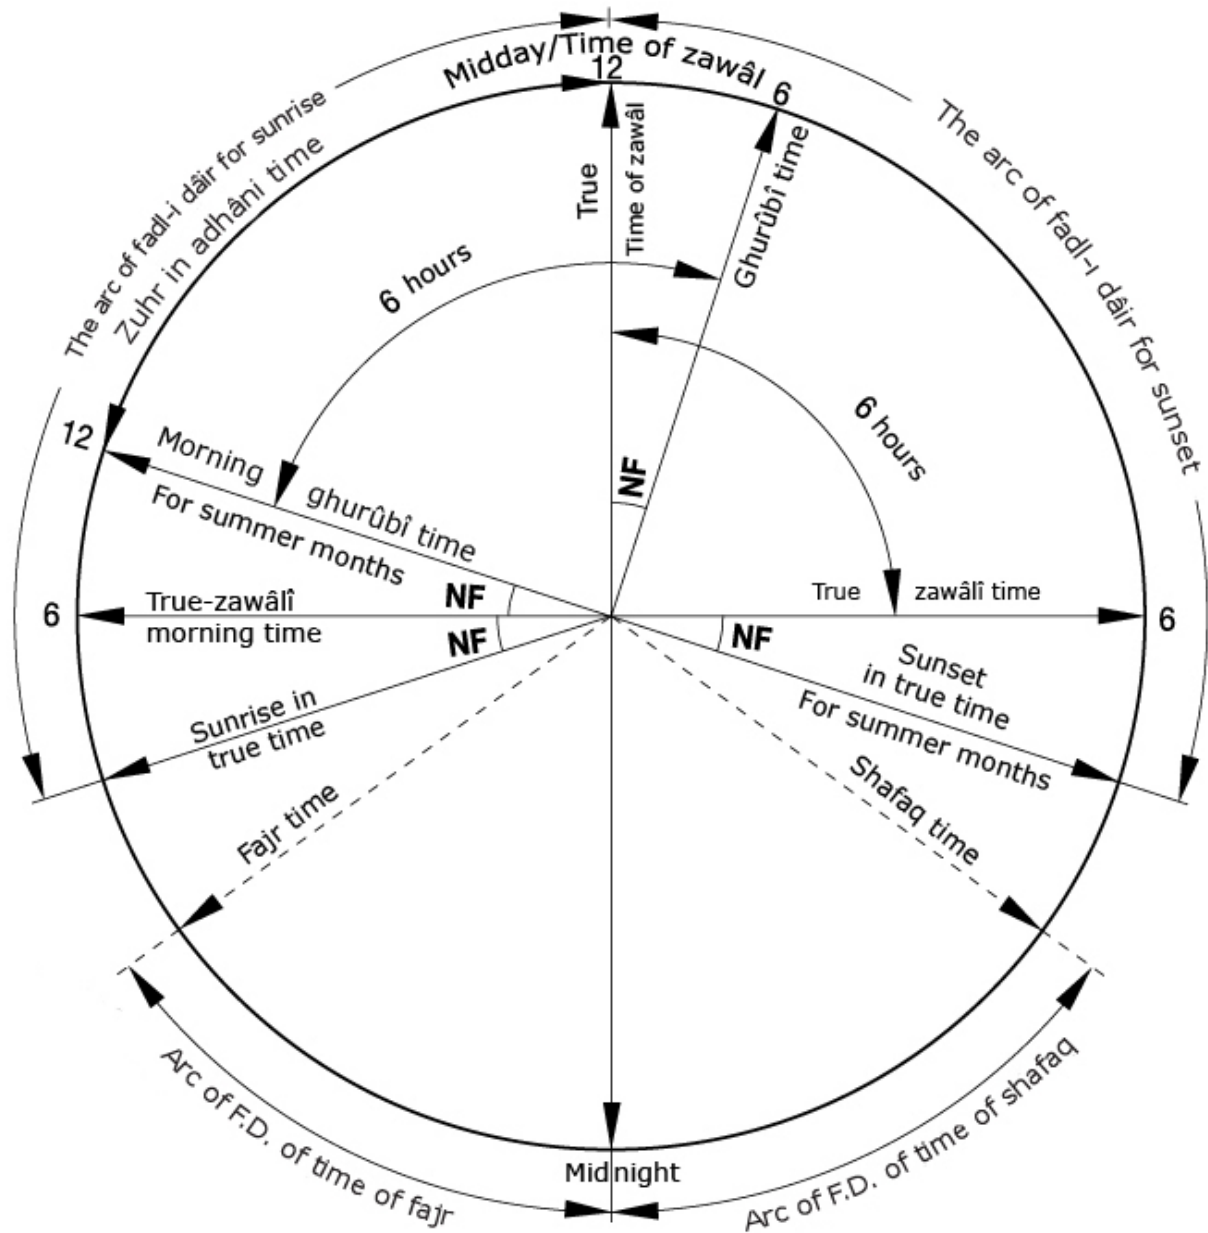 Midday/Time of zawâl
12
6
The arc of fadl-i dâir for sunrise
Zuhr in adhâni time
The arc of fadl-ı dâir for sunset
True
Time of zawâl
Ghurûbî time
6 hours
6 hours
12
Morning
ghurûbî time
For summer months
NF
NF
6
True-zawâlî
morning time
NF
True
zawâlî time
6
NF
Sunset
in true time
For summer months
Sunrise in
true time
Shafaq time
Fajr time
Midnight
Arc of F.D. of time of fajr
Arc of F.D. of time of shafaq